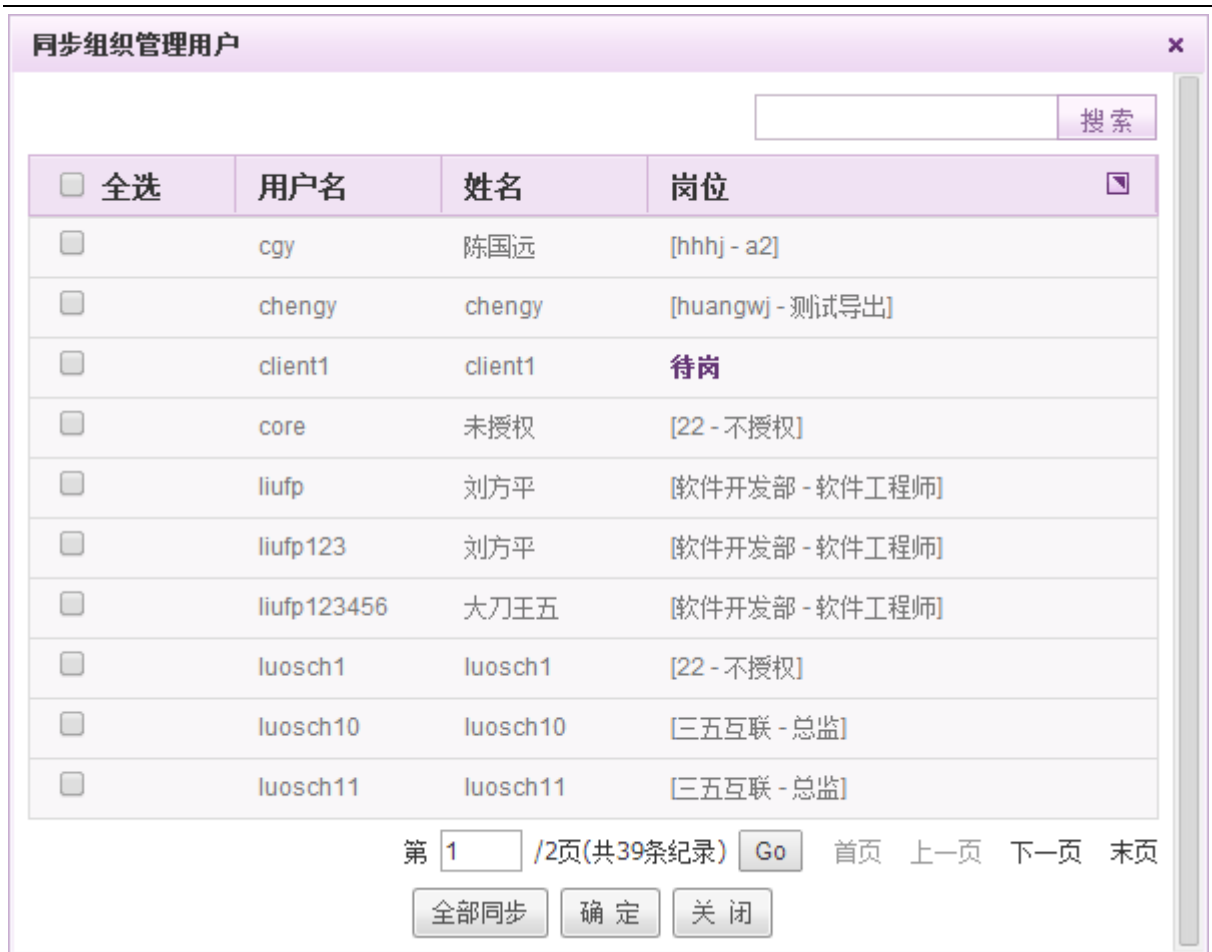 同步组织管理用户 ×
搜索
全选 用户名 姓名 岗位
cgy 陈国远 [hhhj - a2]
chengy chengy [huangwj - 测试导出]
client1 client1 待岗
core 未授权 [22 - 不授权]
liufp 刘方平 [软件开发部 - 软件工程师]
liufp123 刘方平 [软件开发部 - 软件工程师]
liufp123456 大刀王五 [软件开发部 - 软件工程师]
luosch1 luosch1 [22 - 不授权]
luosch10 luosch10 [三五互联 - 总监]
luosch11 luosch11 [三五互联 - 总监]
第 1 /2页(共39条纪录) Go 首页 上一页 下一页 末页
全部同步 确 定 关 闭